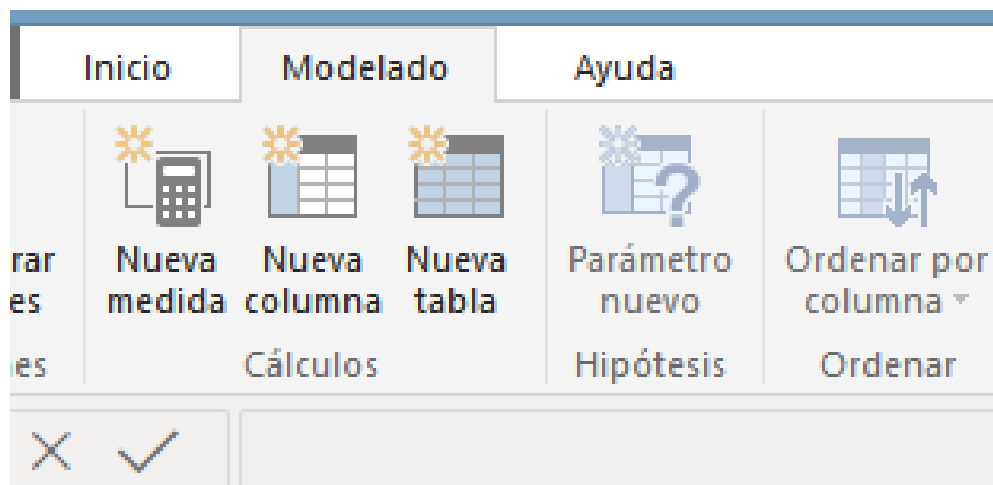 Inicio Modelado Ayuda
rar Nueva Nueva Nueva Parámetro Ordenar por
es medida columna tabla nuevo columna
es Cálculos Hipótesis Ordenar